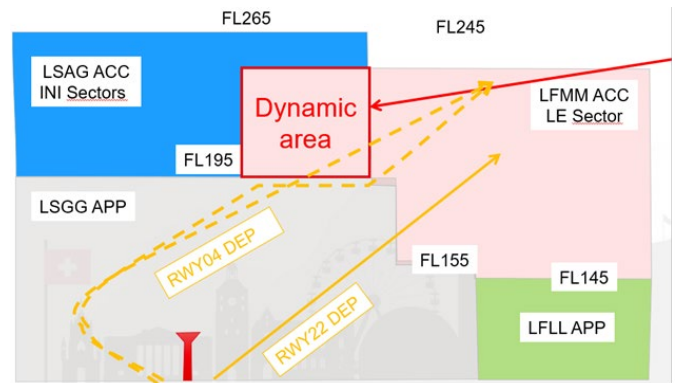 FL265
FL245
LSAG ACC
INI Sectors
Dynamic
area
LFMM ACC
LE Sector
FL195
LSGG APP
RWY04 DEP
FL155
FL145
RWY22 DEP
LFLL APP